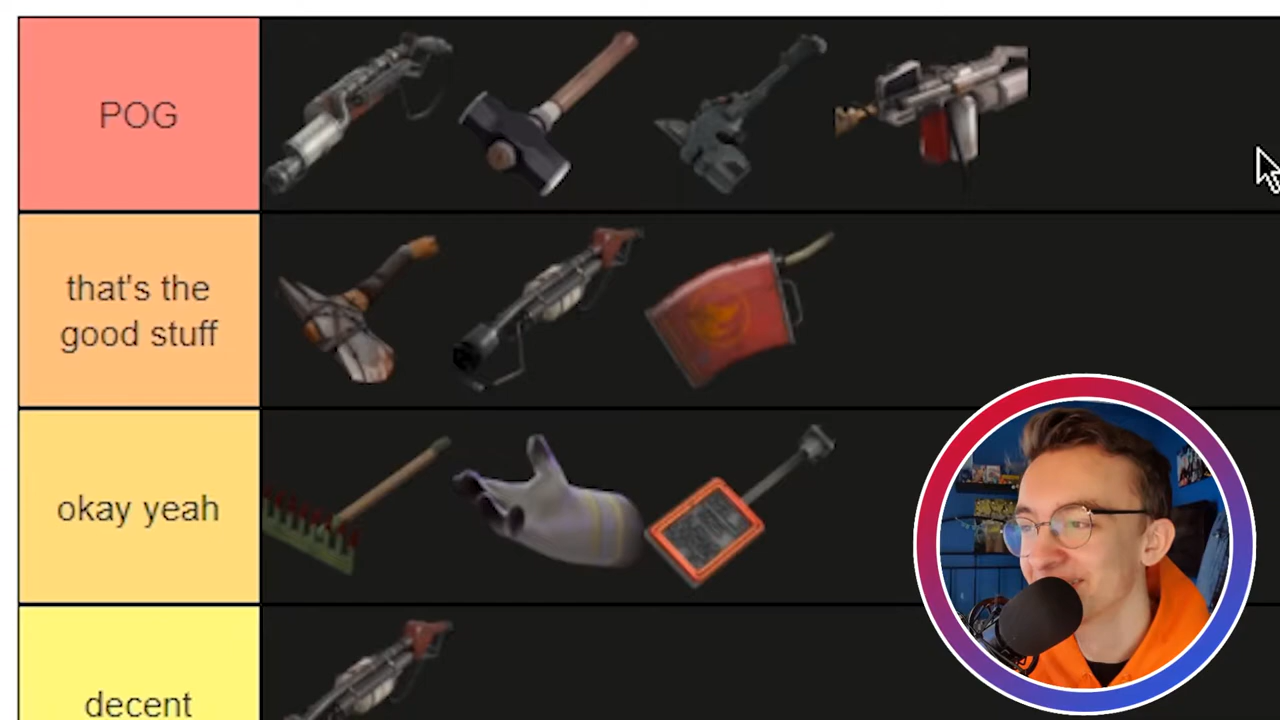 POG
that's the
good stuff
okay yeah
decent